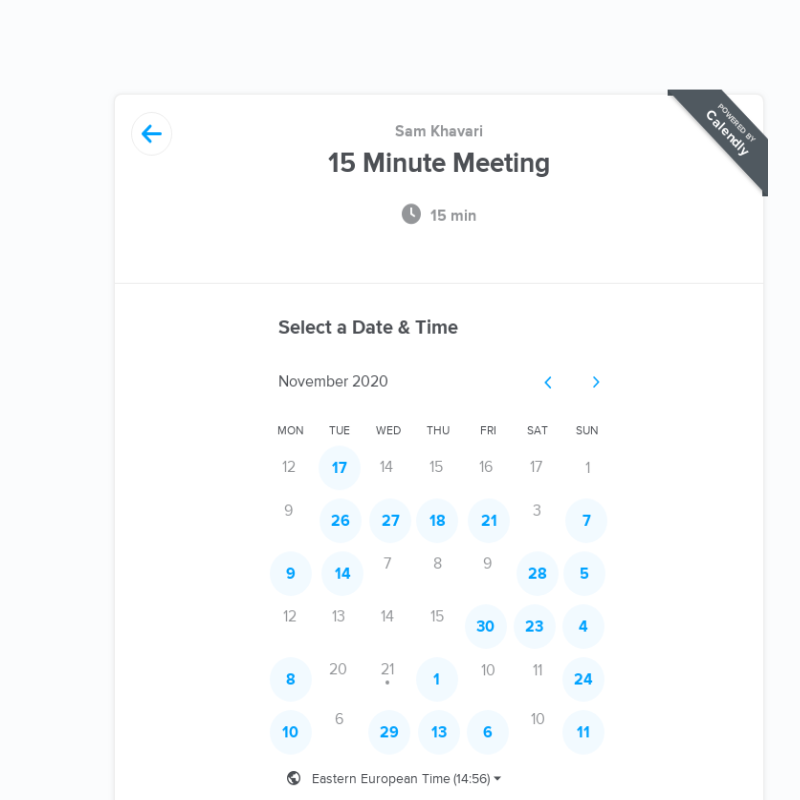 POWERED BY
Calendly
Sam Khavari
15 Minute Meeting
15 min
Select a Date & Time
November 2020
MON TUE WED THU FRI SAT SUN
12 17 14 15 16 17 1
9 26 27 18 21 3 7
9 14 7 8 9 28 5
12 13 14 15 30 23 4
8 20 21 1 10 11 24
10 6 29 13 6 10 11
Eastern European Time (14:56)